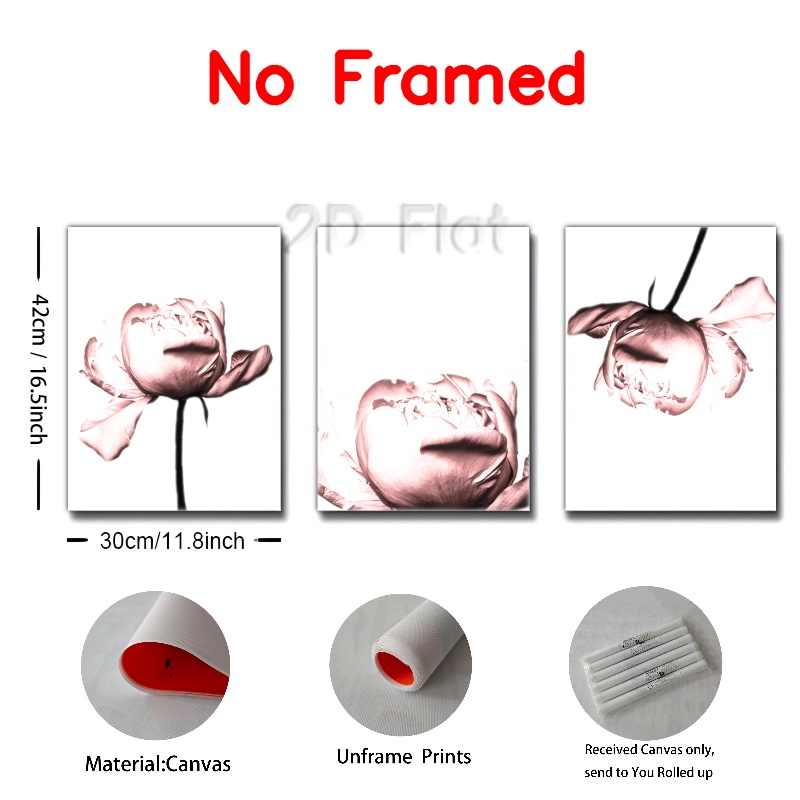 No Framed
2D Flat
42cm / 16.5inch
30cm/11.8inch
Material:Canvas
Unframe Prints
Received Canvas only,
send to You Rolled up